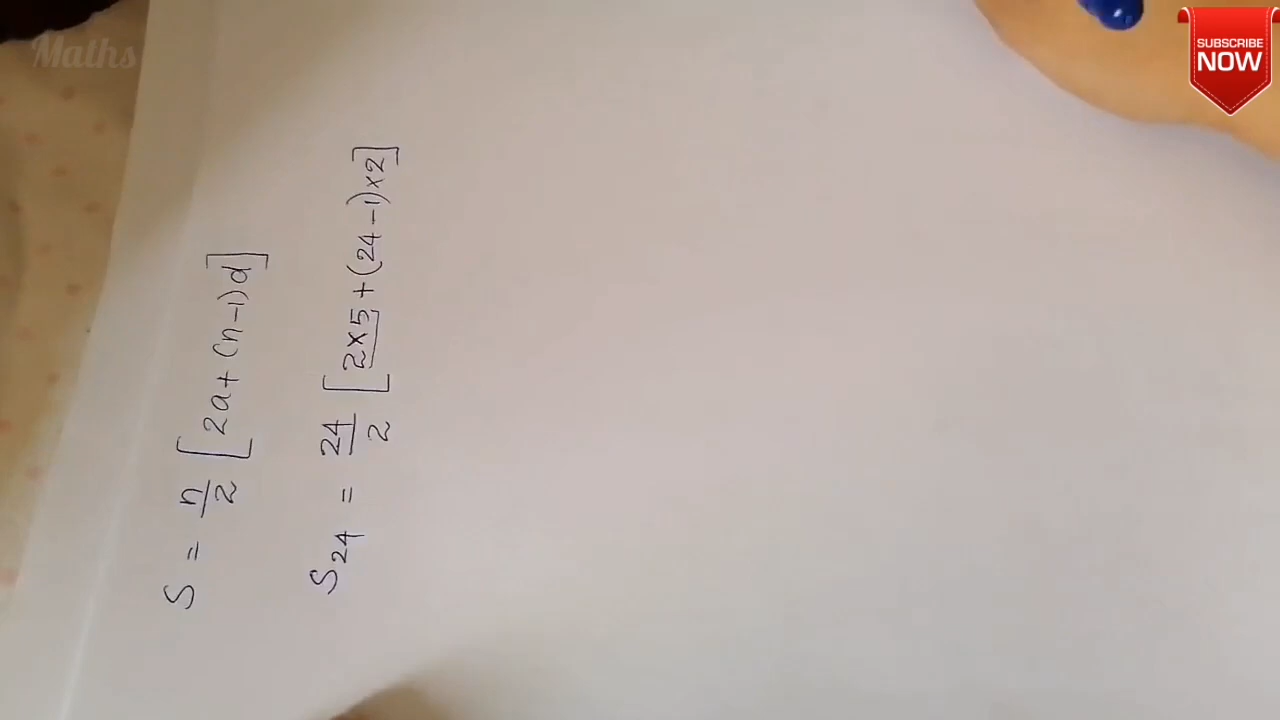 Maths
SUBSCRIBE
NOW
S = n/2 [2a + (n-1)d]
S24 = 24/2 [2×5 + (24-1)×2]